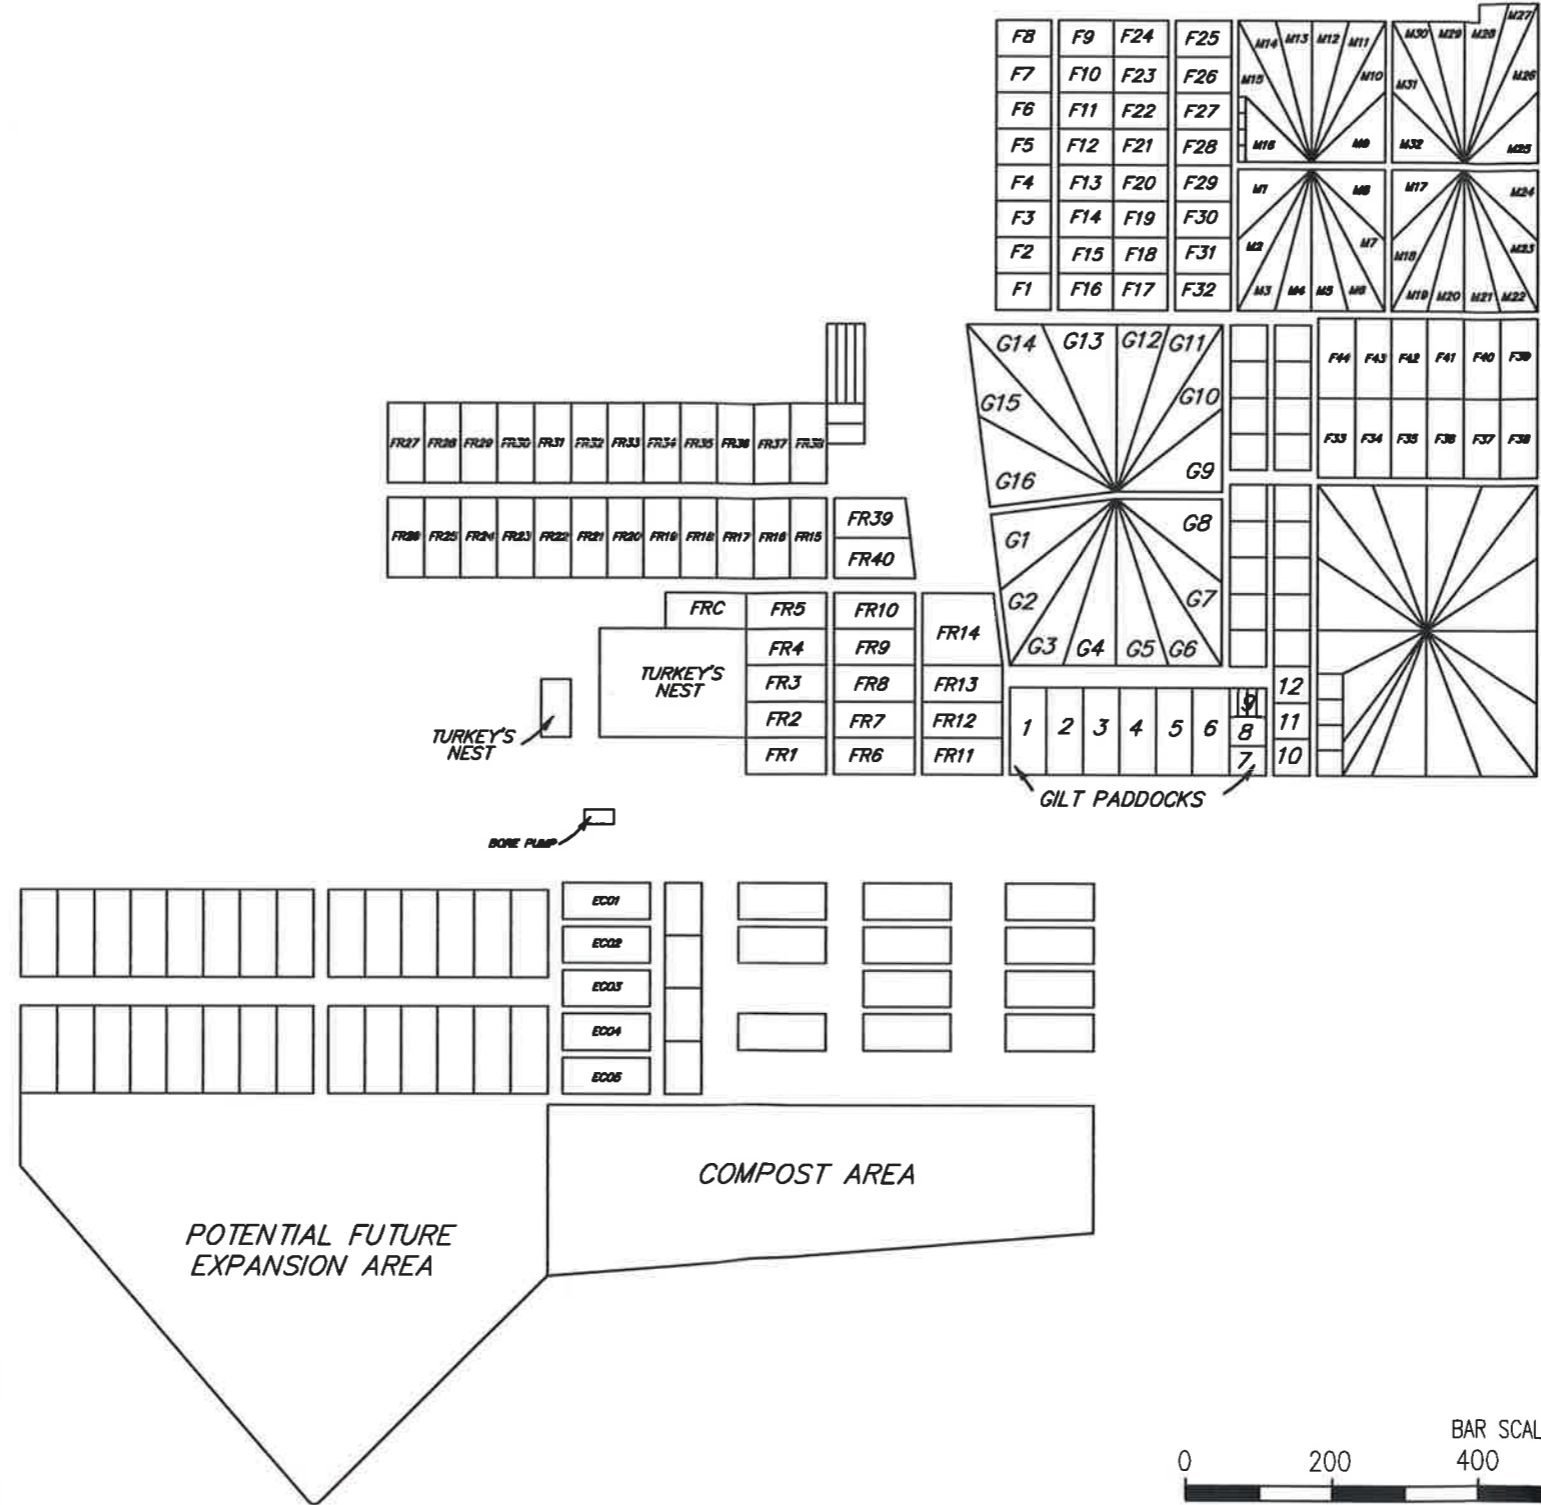 F8 F9 F24 F25
F7 F10 F23 F26
F6 F11 F22 F27
F5 F12 F21 F28
F4 F13 F20 F29
F3 F14 F19 F30
F2 F15 F18 F31
F1 F16 F17 F32
M14 M13 M12 M11
M15 M10
M16 M9
M30 M29 M28 M27
M31 M26
M32 M25
M1 M8
M2 M7
M3 M4 M5 M6
M17 M24
M18 M23
M19 M20 M21 M22
G14 G13 G12 G11
G15 G10
G16 G9
G1 G8
G2 G7
G3 G4 G5 G6
F44 F43 F42 F41 F40 F39
F33 F34 F35 F36 F37 F38
FR27 FR28 FR29 FR30 FR31 FR32 FR33 FR34 FR35 FR36 FR37 FR38
FR26 FR25 FR24 FR23 FR22 FR21 FR20 FR19 FR18 FR17 FR16 FR15
FR39
FR40
FRC FR5 FR10 FR14
FR4 FR9
FR3 FR8 FR13
FR2 FR7 FR12
FR1 FR6 FR11
TURKEY'S
NEST
TURKEY'S
NEST
1 2 3 4 5 6
9
8
7
12
11
10
GILT PADDOCKS
BORE PUMP
ECO1
ECO2
ECO3
ECO4
ECO5
COMPOST AREA
POTENTIAL FUTURE
EXPANSION AREA
BAR SCAL
0 200 400